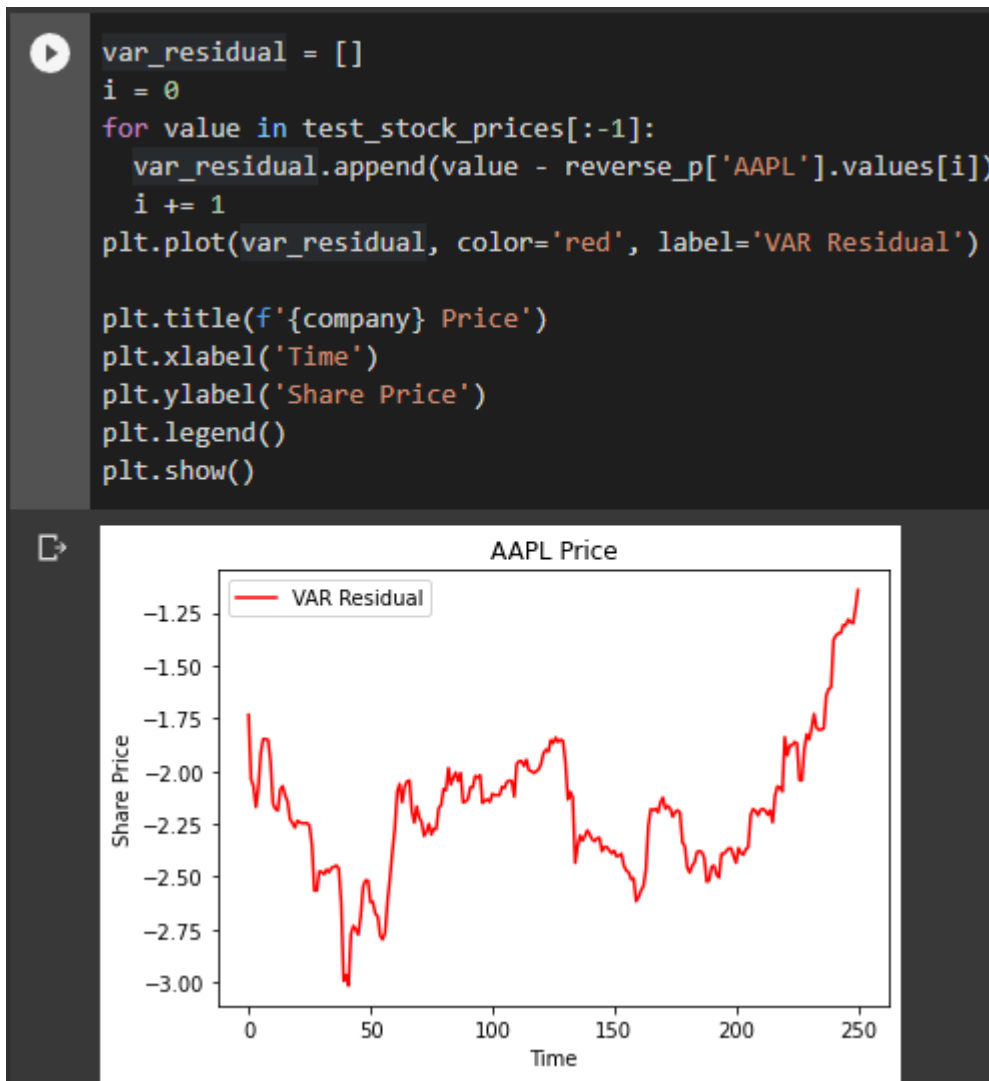 var_residual = []
i = 0
for value in test_stock_prices[:-1]:
  var_residual.append(value - reverse_p['AAPL'].values[i])
  i += 1
plt.plot(var_residual, color='red', label='VAR Residual')
plt.title(f'{company} Price')
plt.xlabel('Time')
plt.ylabel('Share Price')
plt.legend()
plt.show()
AAPL Price
VAR Residual
Share Price
−1.25
−1.50
−1.75
−2.00
−2.25
−2.50
−2.75
−3.00
0 50 100 150 200 250
Time